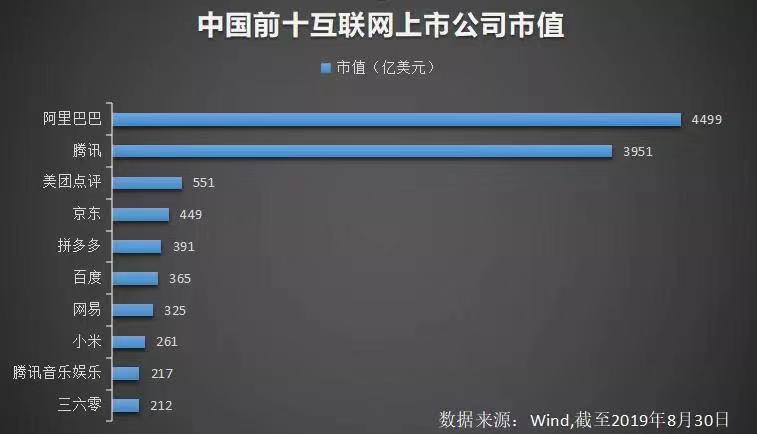 中国前十互联网上市公司市值
市值（亿美元）
阿里巴巴 4499
腾讯 3951
美团点评 551
京东 449
拼多多 391
百度 365
网易 325
小米 261
腾讯音乐娱乐 217
三六零 212
数据来源：Wind,截至2019年8月30日